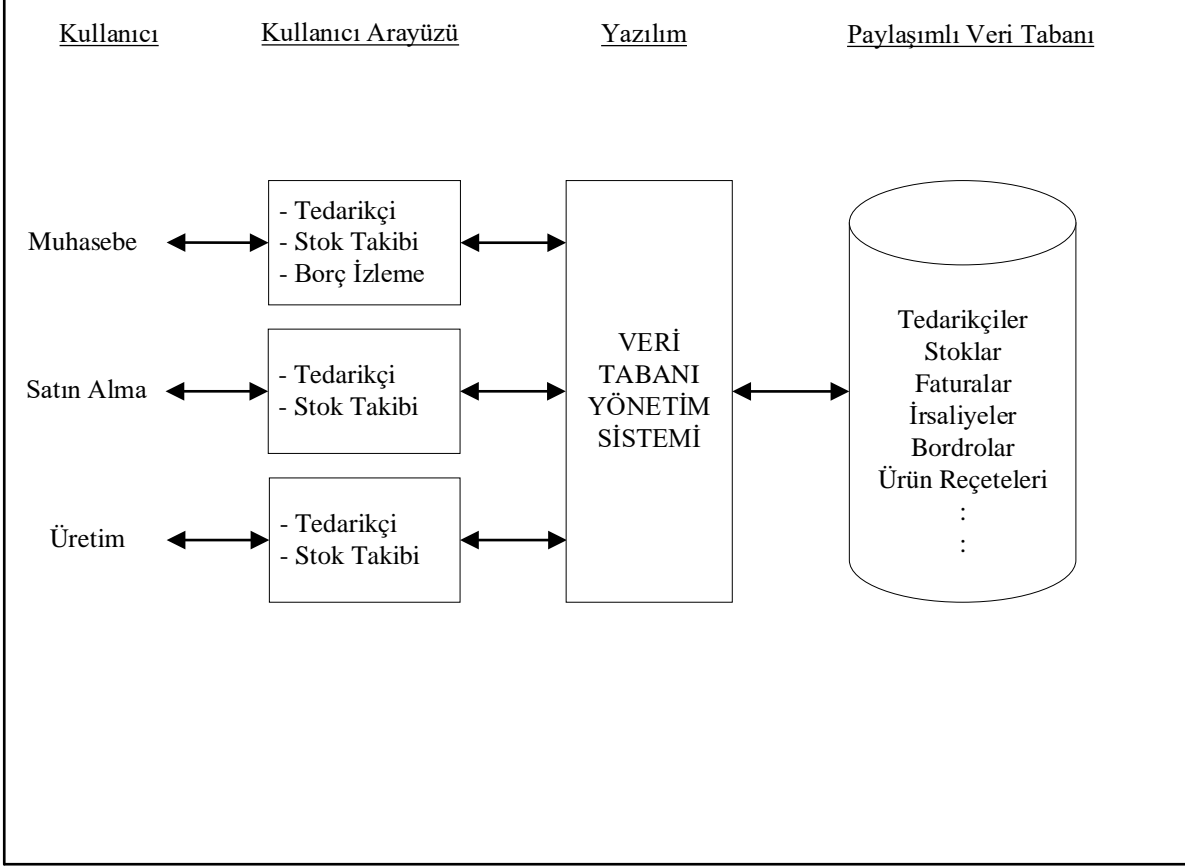 Kullanıcı
Kullanıcı Arayüzü
Yazılım
Paylaşımlı Veri Tabanı
Muhasebe
- Tedarikçi
- Stok Takibi
- Borç İzleme
Satın Alma
- Tedarikçi
- Stok Takibi
Üretim
- Tedarikçi
- Stok Takibi
VERİ
TABANI
YÖNETİM
SİSTEMİ
Tedarikçiler
Stoklar
Faturalar
İrsaliyeler
Bordrolar
Ürün Reçeteleri
:
: